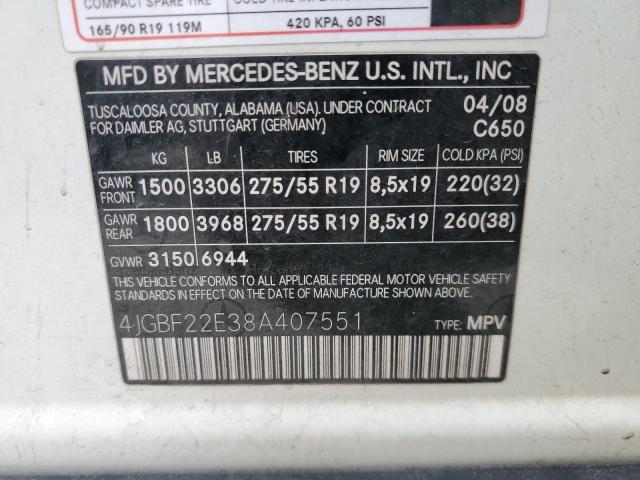 COMPACT SPARE TIRE
165/90 R19 119M 420 KPA, 60 PSI
MFD BY MERCEDES-BENZ U.S. INTL., INC
TUSCALOOSA COUNTY, ALABAMA (USA). UNDER CONTRACT 04/08
FOR DAIMLER AG, STUTTGART (GERMANY) C650
KG LB TIRES RIM SIZE COLD KPA (PSI)
GAWR FRONT 1500 3306 275/55 R19 8,5x19 220(32)
GAWR REAR 1800 3968 275/55 R19 8,5x19 260(38)
GVWR 3150 6944
THIS VEHICLE CONFORMS TO ALL APPLICABLE FEDERAL MOTOR VEHICLE SAFETY
STANDARDS IN EFFECT ON THE DATE OF MANUFACTURE SHOWN ABOVE.
4JGBF22E38A407551 TYPE: MPV